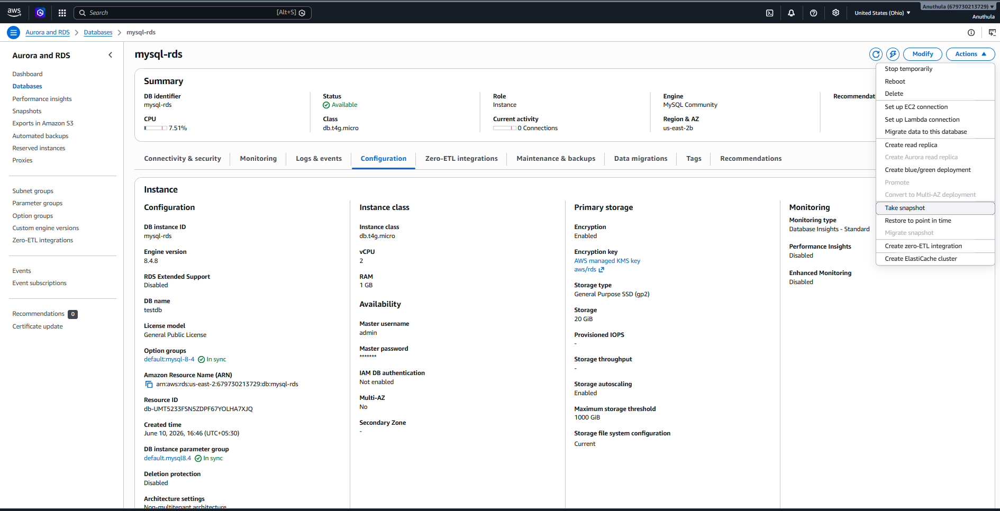 aws
Search
[Alt+S]
United States (Ohio) ▼
Anuthula (679730213729) ▼
Anuthula
Aurora and RDS
Databases
mysql-rds
Aurora and RDS
Dashboard
Databases
Performance insights
Snapshots
Exports in Amazon S3
Automated backups
Reserved instances
Proxies
Subnet groups
Parameter groups
Option groups
Custom engine versions
Zero-ETL integrations
Events
Event subscriptions
Recommendations 0
Certificate update
mysql-rds
Modify
Actions ▲
Summary
DB identifier
mysql-rds
CPU
7.51%
Status
Available
Class
db.t4g.micro
Role
Instance
Current activity
0 Connections
Engine
MySQL Community
Region & AZ
us-east-2b
Recommendat
Stop temporarily
Reboot
Delete
Set up EC2 connection
Set up Lambda connection
Migrate data to this database
Create read replica
Create Aurora read replica
Create blue/green deployment
Promote
Convert to Multi-AZ deployment
Take snapshot
Restore to point in time
Migrate snapshot
Create zero-ETL integration
Create ElastiCache cluster
Connectivity & security
Monitoring
Logs & events
Configuration
Zero-ETL integrations
Maintenance & backups
Data migrations
Tags
Recommendations
Instance
Configuration
DB instance ID
mysql-rds
Engine version
8.4.8
RDS Extended Support
Disabled
DB name
testdb
License model
General Public License
Option groups
default:mysql-8-4 In sync
Amazon Resource Name (ARN)
arn:aws:rds:us-east-2:679730213729:db:mysql-rds
Resource ID
db-UMT5233FSN5ZDPF67YOLHA7XJQ
Created time
June 10, 2026, 16:46 (UTC+05:30)
DB instance parameter group
default.mysql8.4 In sync
Deletion protection
Disabled
Architecture settings
Non-multitenant architecture
Instance class
Instance class
db.t4g.micro
vCPU
2
RAM
1 GB
Availability
Master username
admin
Master password
*******
IAM DB authentication
Not enabled
Multi-AZ
No
Secondary Zone
-
Primary storage
Encryption
Enabled
Encryption key
AWS managed KMS key
aws/rds
Storage type
General Purpose SSD (gp2)
Storage
20 GiB
Provisioned IOPS
-
Storage throughput
-
Storage autoscaling
Enabled
Maximum storage threshold
1000 GiB
Storage file system configuration
Current
Monitoring
Monitoring type
Database Insights - Standard
Performance Insights
Disabled
Enhanced Monitoring
Disabled